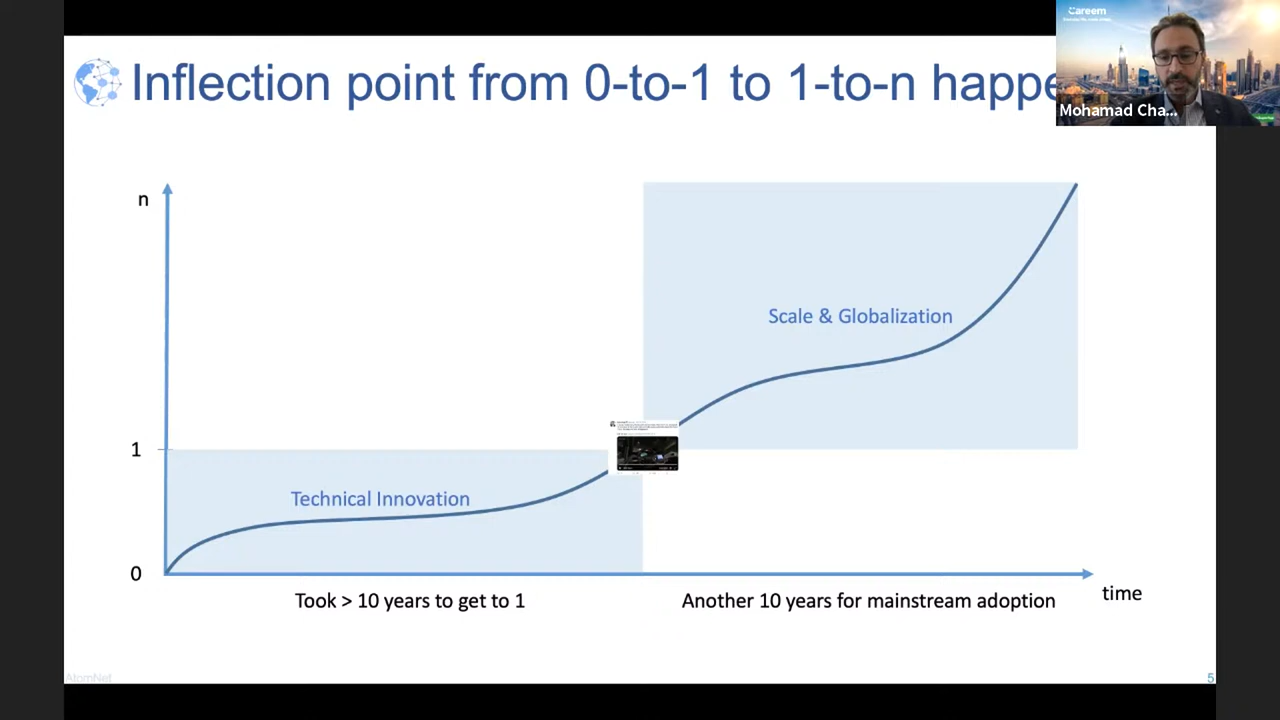 Inflection point from 0-to-1 to 1-to-n happe
Careem
Mohamad Cha...
n
Scale & Globalization
1
Technical Innovation
0
Took > 10 years to get to 1
Another 10 years for mainstream adoption
time
AtomNet
5